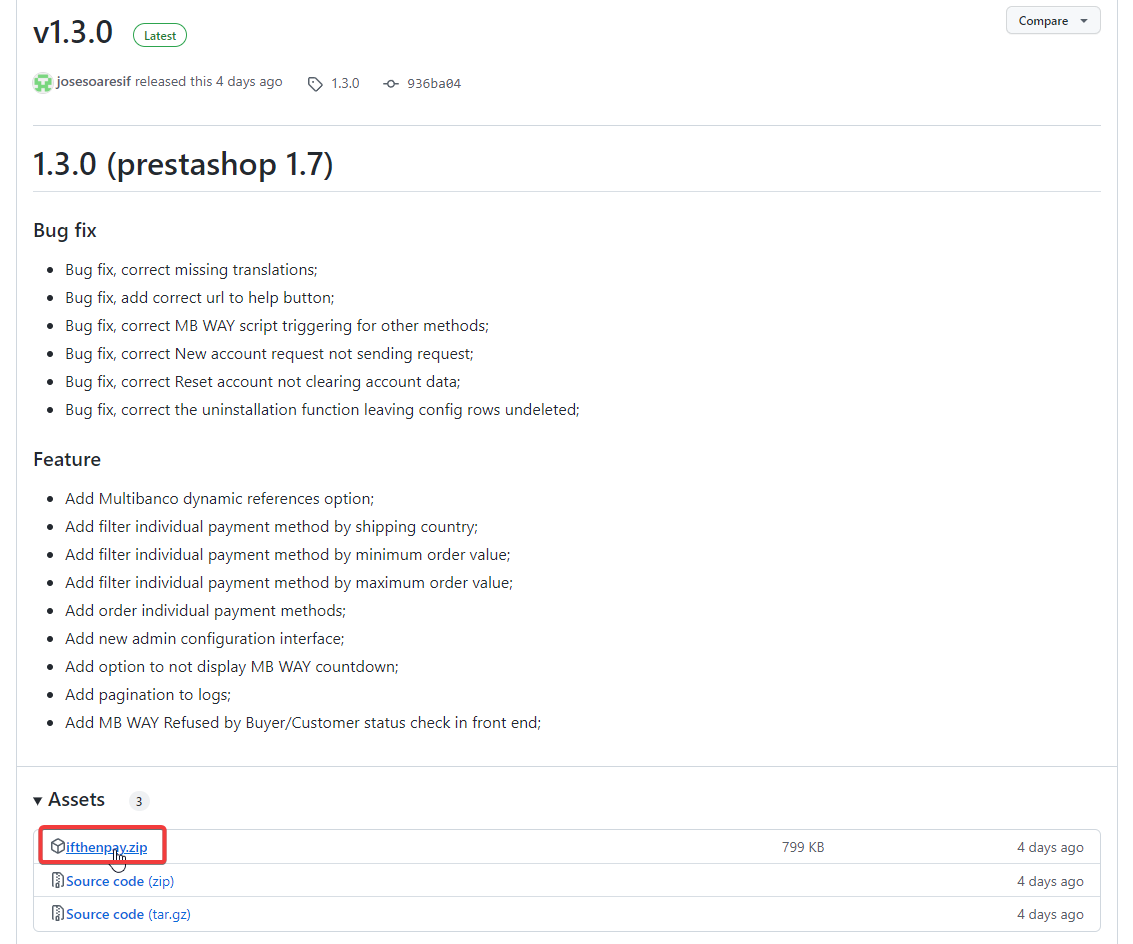 v1.3.0 Latest Compare
josesoaresif released this 4 days ago 1.3.0 936ba04
1.3.0 (prestashop 1.7)
Bug fix
Bug fix, correct missing translations;
Bug fix, add correct url to help button;
Bug fix, correct MB WAY script triggering for other methods;
Bug fix, correct New account request not sending request;
Bug fix, correct Reset account not clearing account data;
Bug fix, correct the uninstallation function leaving config rows undeleted;
Feature
Add Multibanco dynamic references option;
Add filter individual payment method by shipping country;
Add filter individual payment method by minimum order value;
Add filter individual payment method by maximum order value;
Add order individual payment methods;
Add new admin configuration interface;
Add option to not display MB WAY countdown;
Add pagination to logs;
Add MB WAY Refused by Buyer/Customer status check in front end;
Assets 3
ifthenpay.zip 799 KB 4 days ago
Source code (zip) 4 days ago
Source code (tar.gz) 4 days ago